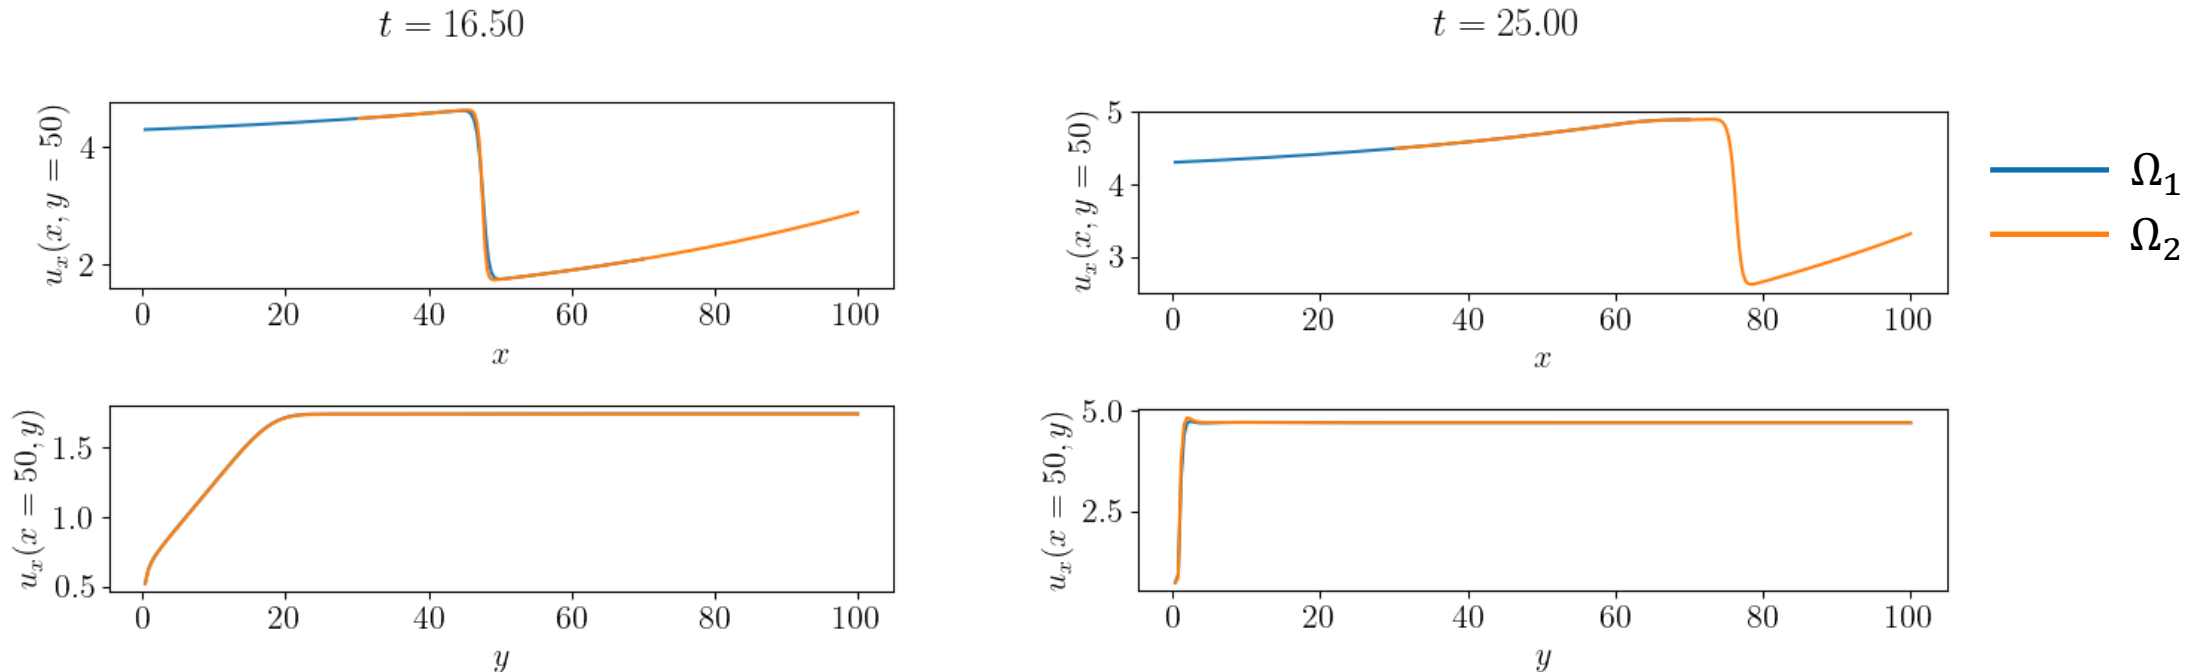 t = 16.50
u_x(x, y = 50)
4
2
0 20 40 60 80 100
x
u_x(x = 50, y)
1.5
1.0
0.5
0 20 40 60 80 100
y
t = 25.00
u_x(x, y = 50)
5
4
3
0 20 40 60 80 100
x
u_x(x = 50, y)
5.0
2.5
0 20 40 60 80 100
y
Ω₁
Ω₂